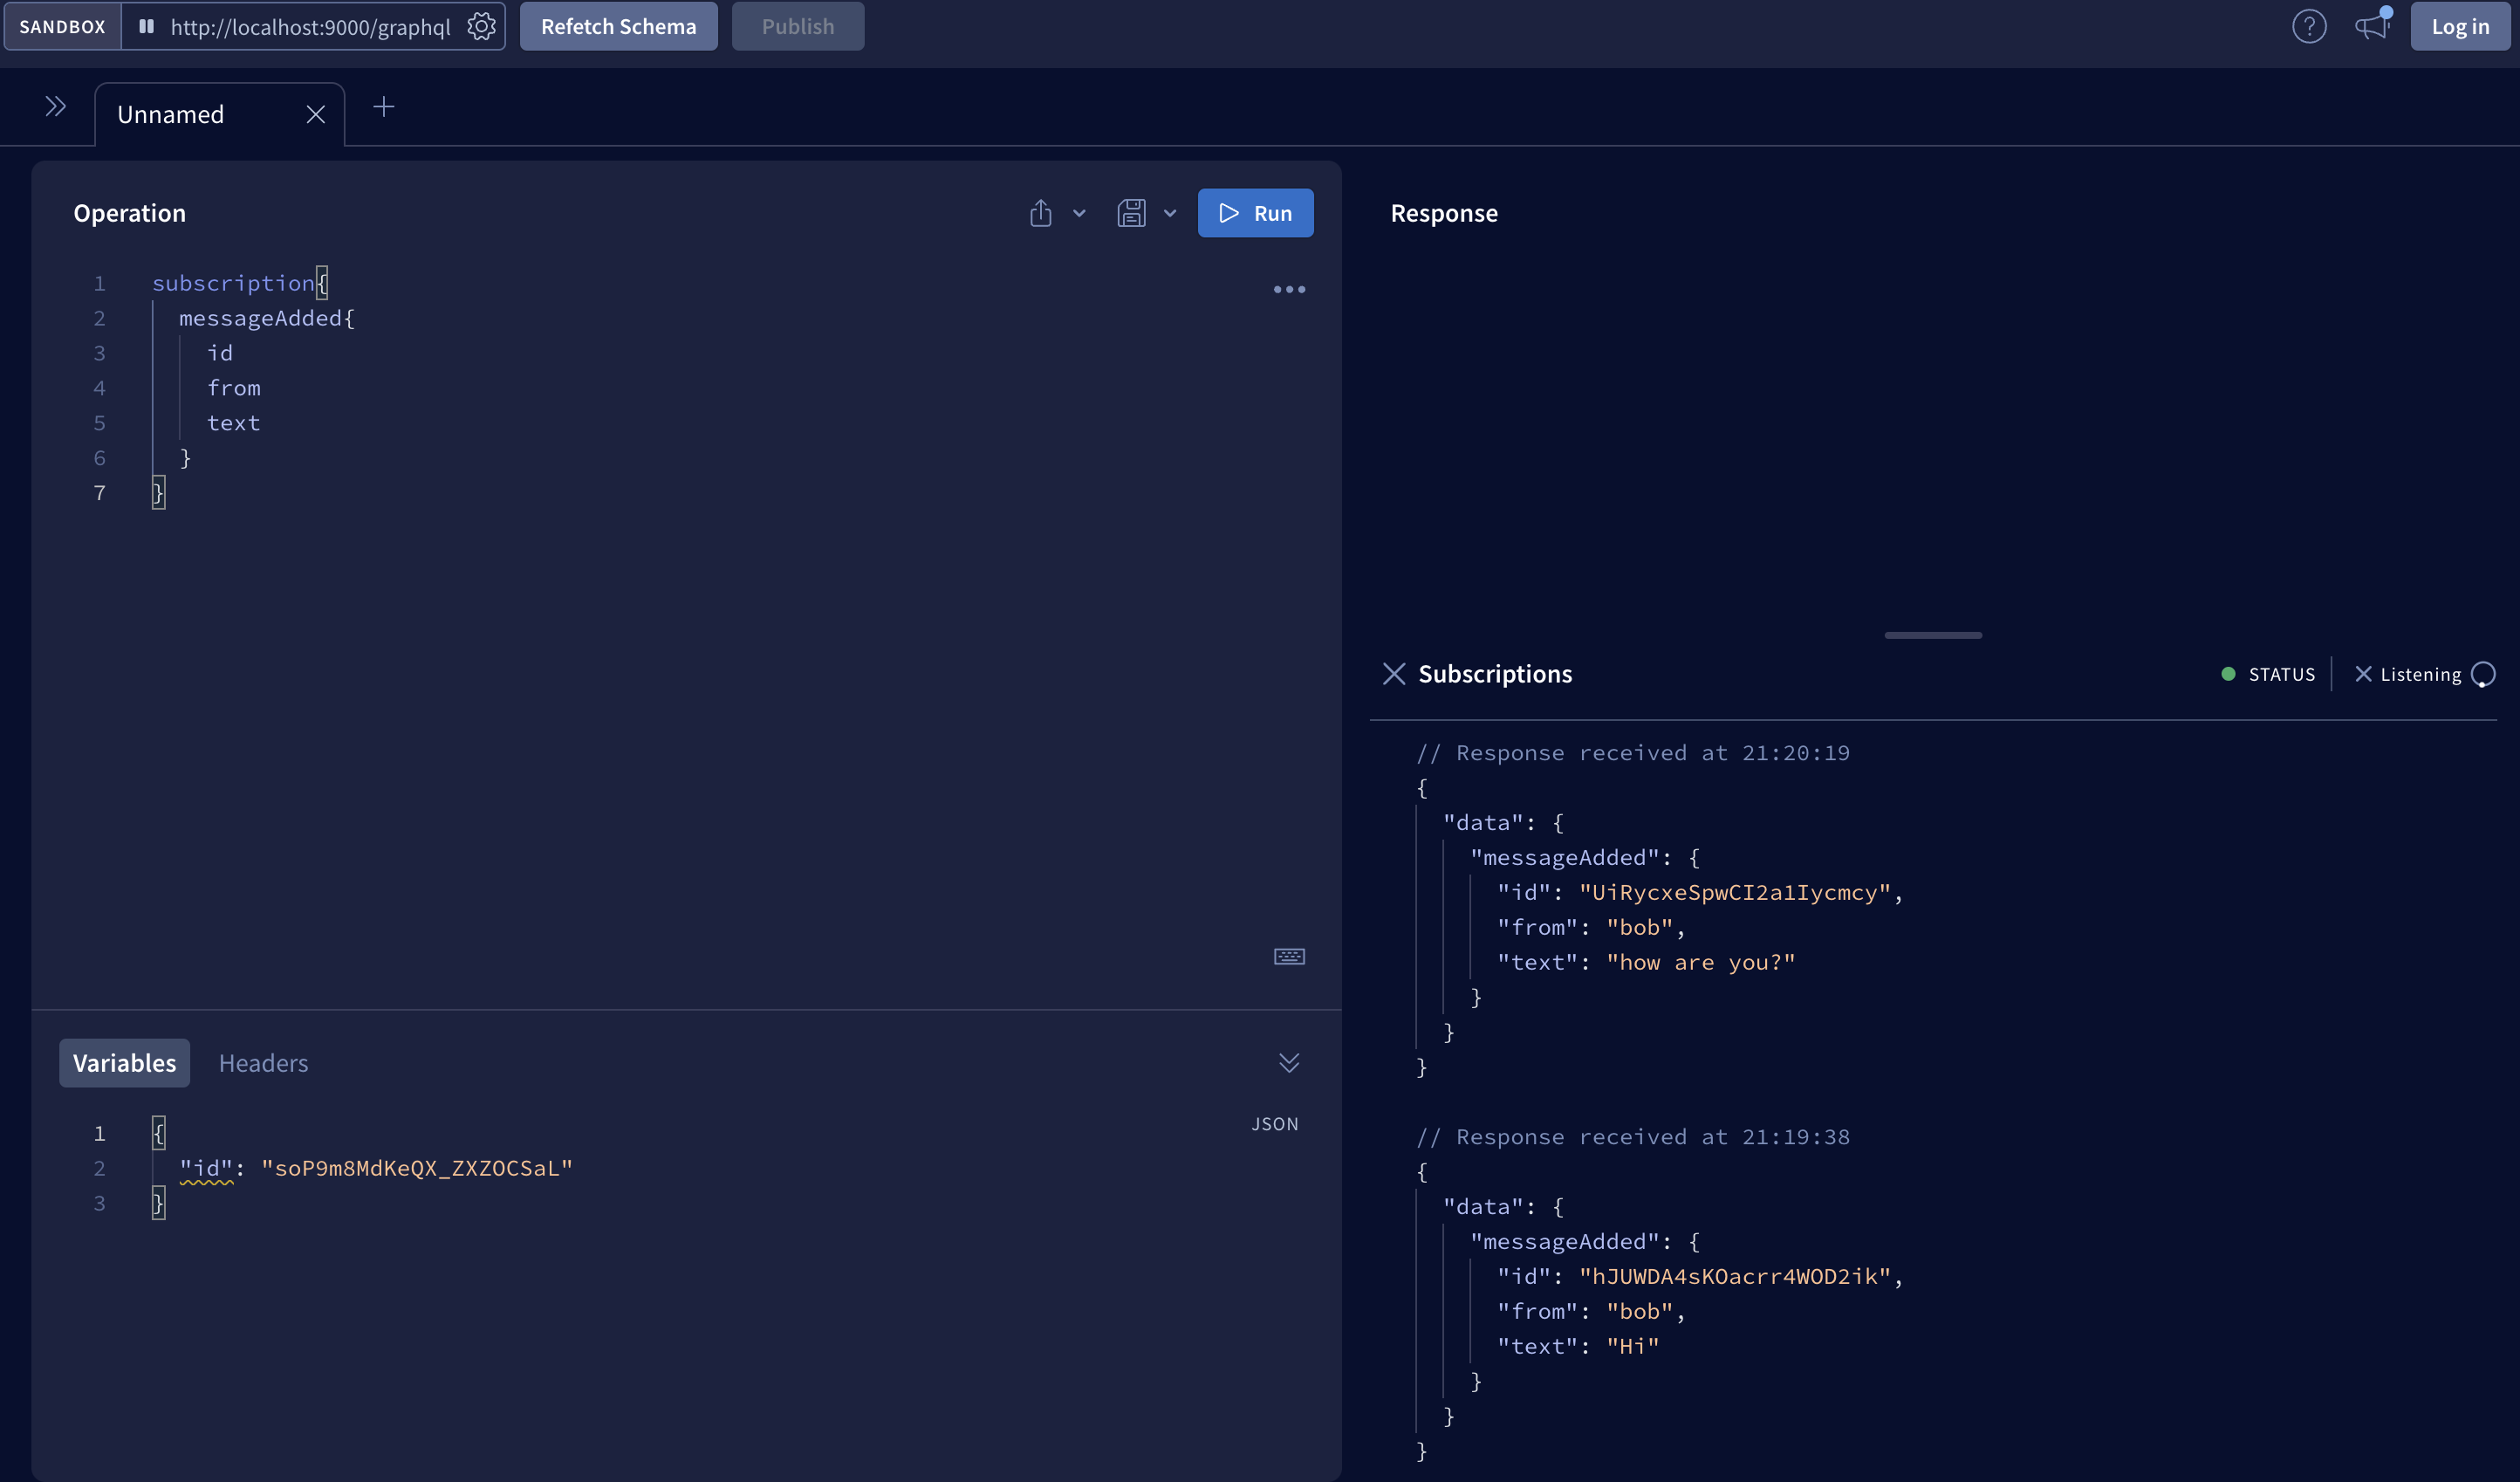 SANDBOX http://localhost:9000/graphql Refetch Schema Publish ? Log in
Unnamed
Operation
Run
1 subscription{
2 messageAdded{
3 id
4 from
5 text
6 }
7 }
Variables Headers
JSON
1 {
2 "id": "soP9m8MdKeQX_ZXZOCSaL"
3 }
Response
Subscriptions STATUS Listening
// Response received at 21:20:19
{
"data": {
"messageAdded": {
"id": "UiRycxeSpwCI2a1Iycmcy",
"from": "bob",
"text": "how are you?"
}
}
}
// Response received at 21:19:38
{
"data": {
"messageAdded": {
"id": "hJUWDA4sKOacrr4WOD2ik",
"from": "bob",
"text": "Hi"
}
}
}